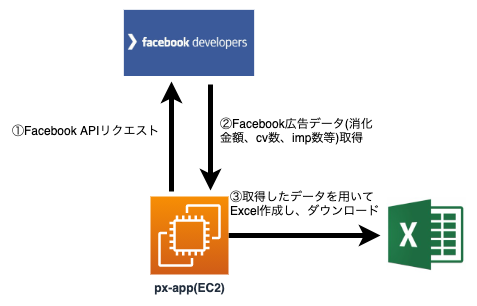 facebook developers
①Facebook APIリクエスト
②Facebook広告データ(消化
金額、cv数、imp数等)取得
③取得したデータを用いて
Excel作成し、ダウンロード
X
px-app(EC2)